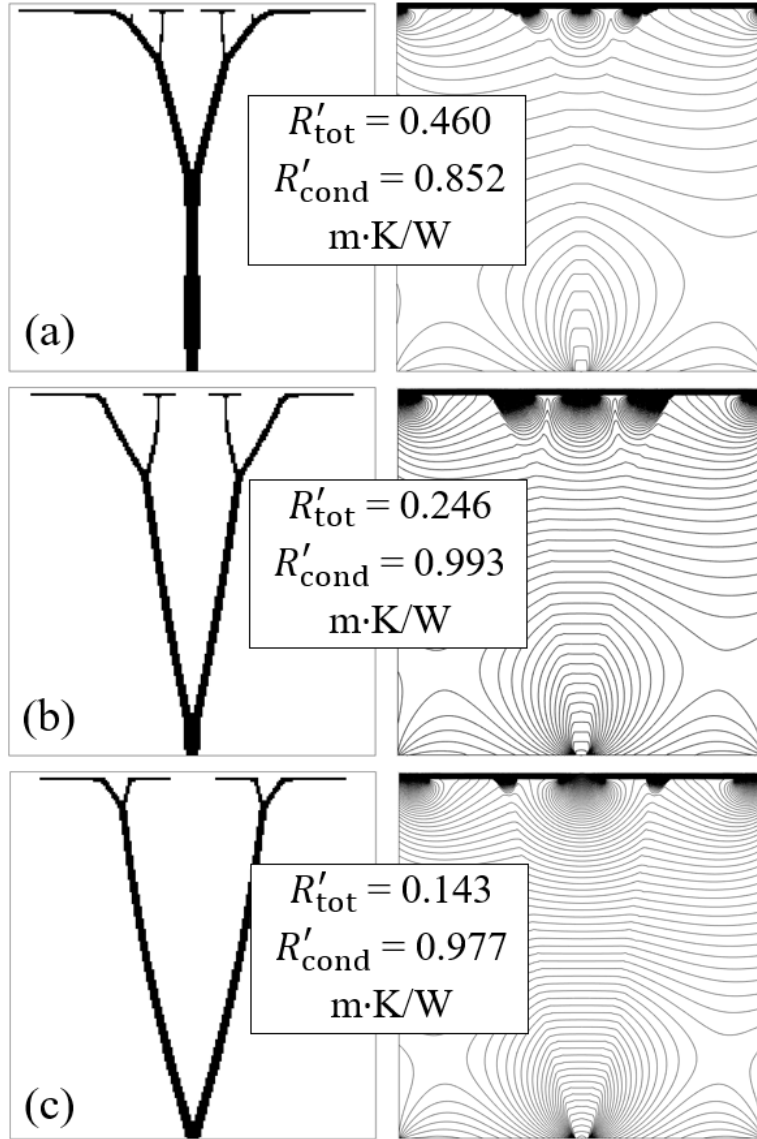 R′tot = 0.460
R′cond = 0.852
m·K/W
(a)
R′tot = 0.246
R′cond = 0.993
m·K/W
(b)
R′tot = 0.143
R′cond = 0.977
m·K/W
(c)